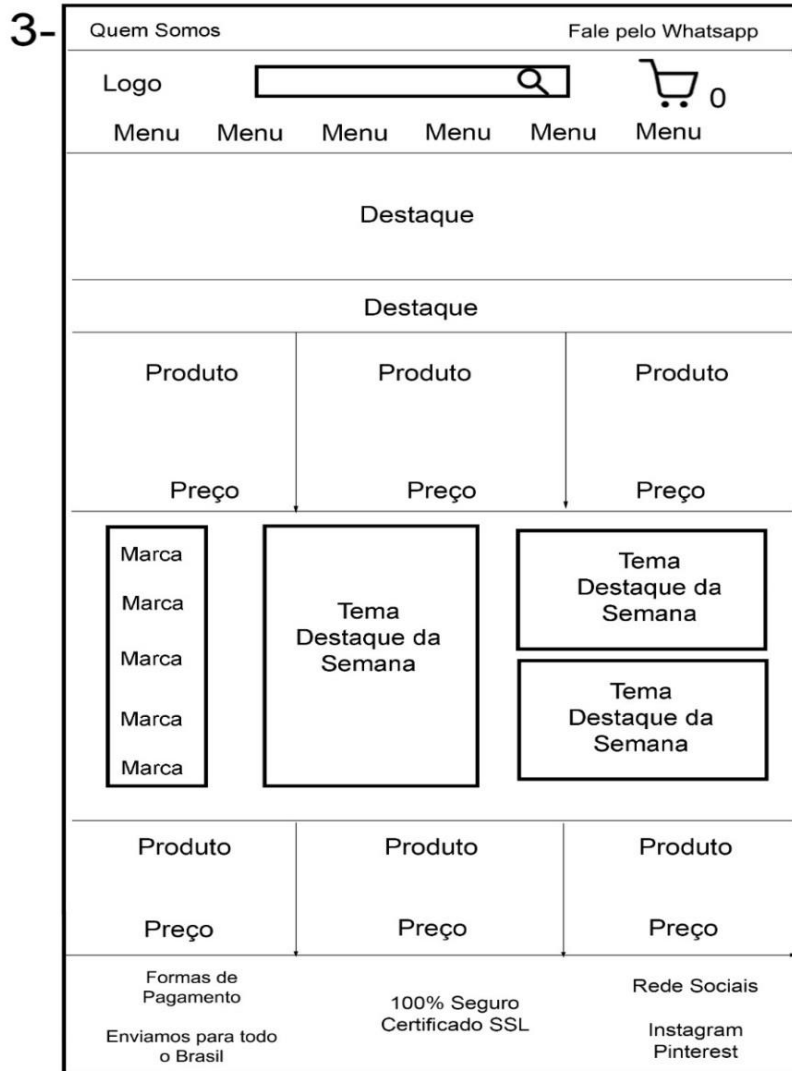 3-
Quem Somos
Fale pelo Whatsapp
Logo
0
Menu Menu Menu Menu Menu Menu
Destaque
Destaque
Produto Produto Produto
Preço Preço Preço
Marca
Marca
Marca
Marca
Marca
Tema
Destaque da
Semana
Tema
Destaque da
Semana
Tema
Destaque da
Semana
Produto Produto Produto
Preço Preço Preço
Formas de
Pagamento
Enviamos para todo
o Brasil
100% Seguro
Certificado SSL
Rede Sociais
Instagram
Pinterest